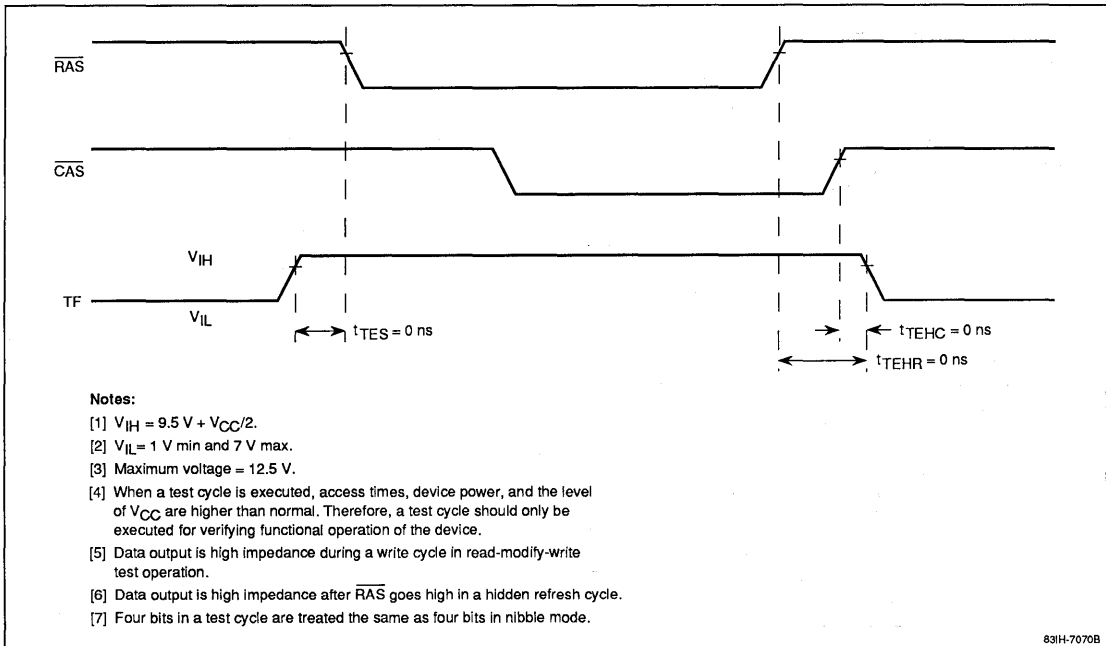 R̅A̅S̅
C̅A̅S̅
VIH
TF
VIL
tTES = 0 ns
tTEHC = 0 ns
tTEHR = 0 ns
Notes:
[1] VIH = 9.5 V + VCC/2.
[2] VIL= 1 V min and 7 V max.
[3] Maximum voltage = 12.5 V.
[4] When a test cycle is executed, access times, device power, and the level
of VCC are higher than normal. Therefore, a test cycle should only be
executed for verifying functional operation of the device.
[5] Data output is high impedance during a write cycle in read-modify-write
test operation.
[6] Data output is high impedance after R̅A̅S̅ goes high in a hidden refresh cycle.
[7] Four bits in a test cycle are treated the same as four bits in nibble mode.
83IH-7070B